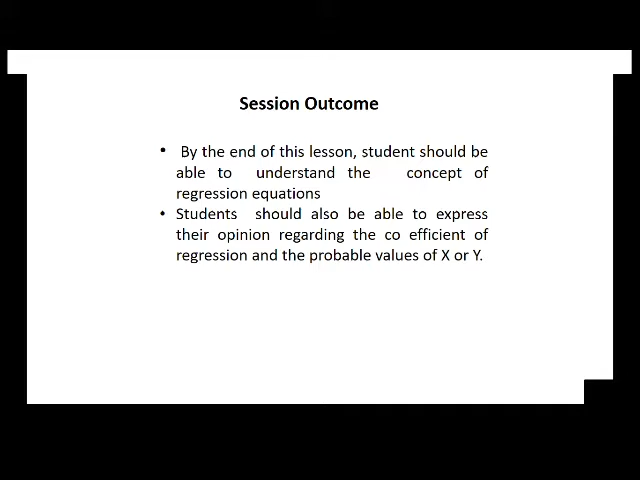 Session Outcome
• By the end of this lesson, student should be
able to understand the concept of
regression equations
• Students should also be able to express
their opinion regarding the co efficient of
regression and the probable values of X or Y.